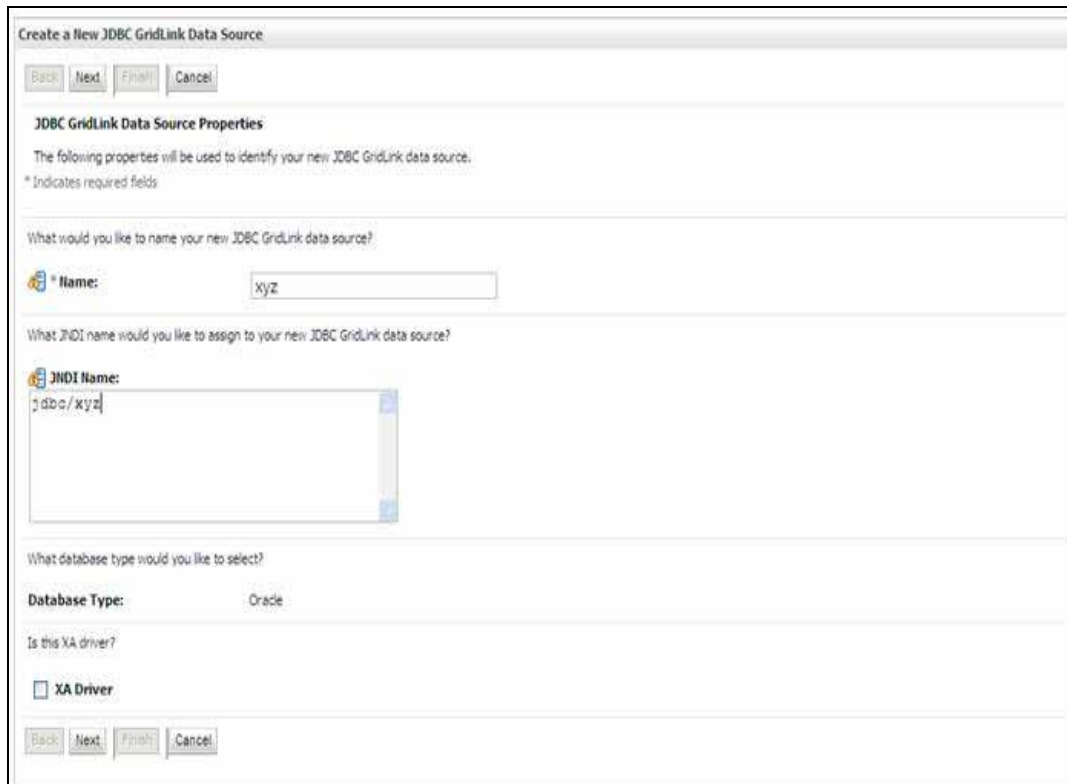 Create a New JDBC GridLink Data Source
Back Next Finish Cancel
JDBC GridLink Data Source Properties
The following properties will be used to identify your new JDBC GridLink data source.
* Indicates required fields
What would you like to name your new JDBC GridLink data source?
* Name: xyz
What JNDI name would you like to assign to your new JDBC GridLink data source?
JNDI Name:
jdbc/xyz
What database type would you like to select?
Database Type: Oracle
Is this XA driver?
XA Driver
Back Next Finish Cancel